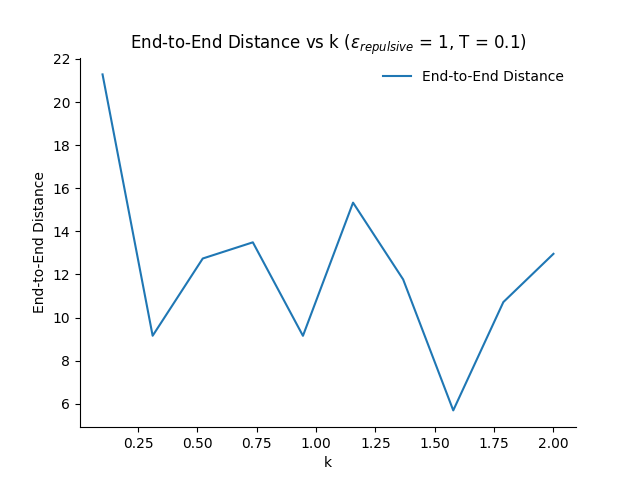 End-to-End Distance vs k (ε_repulsive = 1, T = 0.1)
End-to-End Distance
22
20
18
16
14
12
10
8
6
End-to-End Distance
0.25 0.50 0.75 1.00 1.25 1.50 1.75 2.00
k